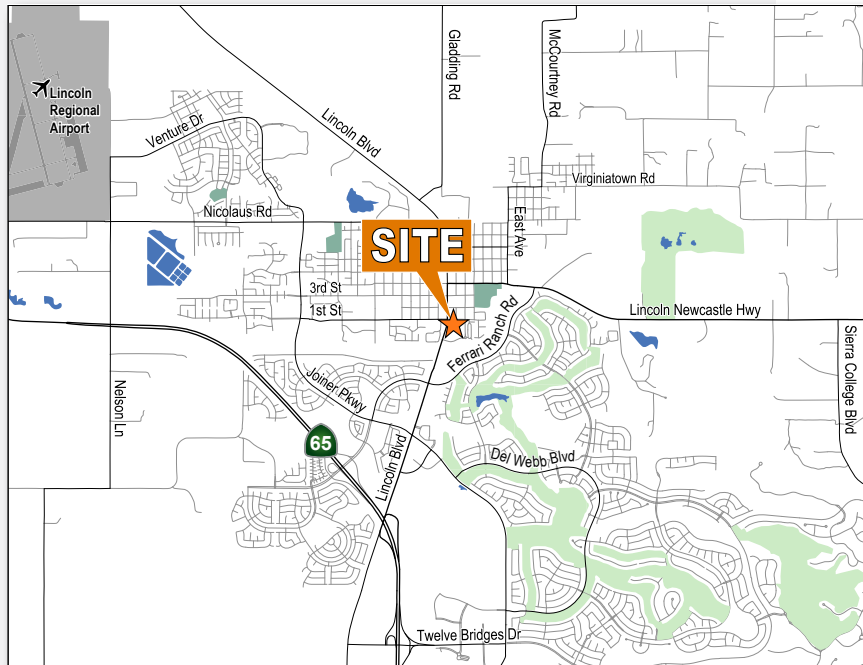 Gladding Rd
McCourtney Rd
Lincoln
Regional
Airport
Venture Dr
Lincoln Blvd
Virginiatown Rd
Nicolaus Rd
East Ave
SITE
3rd St
1st St
Lincoln Newcastle Hwy
Ferrari Ranch Rd
Sierra College Blvd
Nelson Ln
Joiner Pkwy
65
Lincoln Blvd
Del Webb Blvd
Twelve Bridges Dr